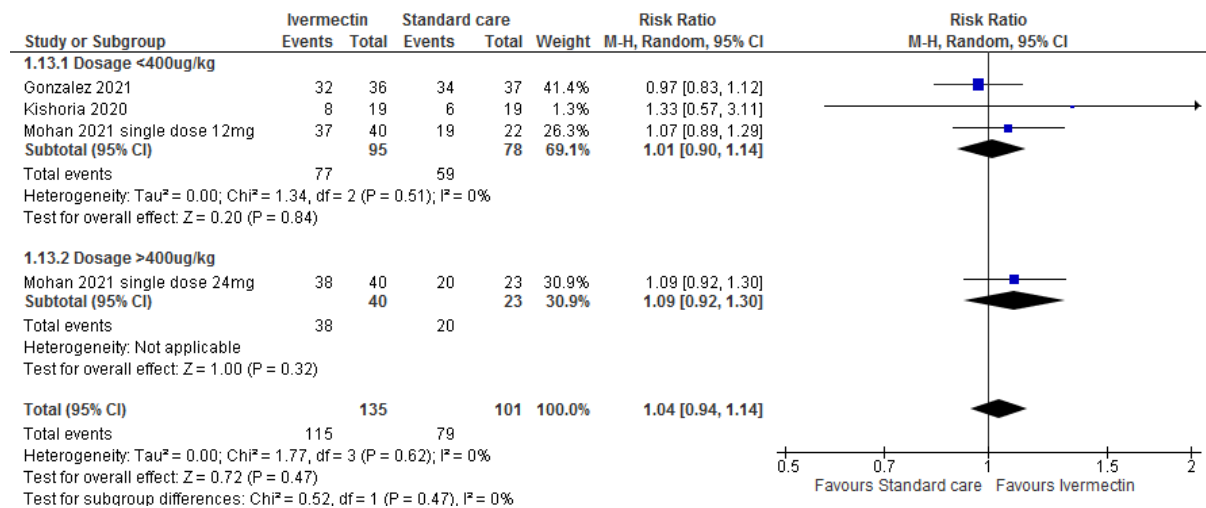 Ivermectin Standard care Risk Ratio Risk Ratio
Study or Subgroup Events Total Events Total Weight M-H, Random, 95% CI M-H, Random, 95% CI
1.13.1 Dosage <400ug/kg
Gonzalez 2021 32 36 34 37 41.4% 0.97 [0.83, 1.12]
Kishoria 2020 8 19 6 19 1.3% 1.33 [0.57, 3.11]
Mohan 2021 single dose 12mg 37 40 19 22 26.3% 1.07 [0.89, 1.29]
Subtotal (95% CI) 95 78 69.1% 1.01 [0.90, 1.14]
Total events 77 59
Heterogeneity: Tau² = 0.00; Chi² = 1.34, df = 2 (P = 0.51); I² = 0%
Test for overall effect: Z = 0.20 (P = 0.84)
1.13.2 Dosage >400ug/kg
Mohan 2021 single dose 24mg 38 40 20 23 30.9% 1.09 [0.92, 1.30]
Subtotal (95% CI) 40 23 30.9% 1.09 [0.92, 1.30]
Total events 38 20
Heterogeneity: Not applicable
Test for overall effect: Z = 1.00 (P = 0.32)
Total (95% CI) 135 101 100.0% 1.04 [0.94, 1.14]
Total events 115 79
Heterogeneity: Tau² = 0.00; Chi² = 1.77, df = 3 (P = 0.62); I² = 0%
Test for overall effect: Z = 0.72 (P = 0.47)
Test for subgroup differences: Chi² = 0.52, df = 1 (P = 0.47), I² = 0%
0.5 0.7 1 1.5 2
Favours Standard care Favours Ivermectin